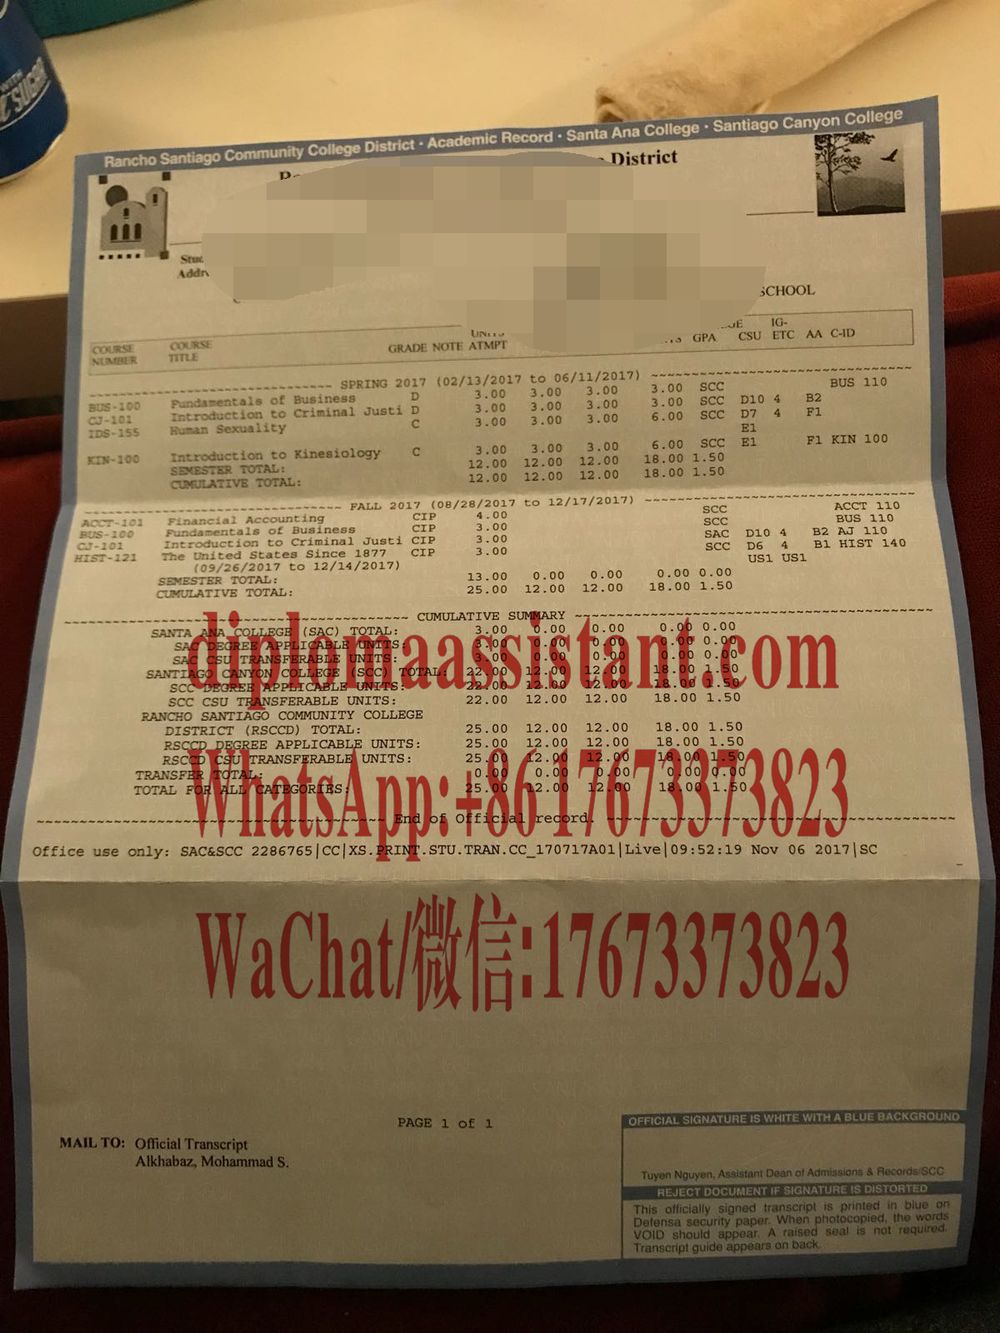 WITH
SUGAR
Rancho Santiago Community College District • Academic Record • Santa Ana College • Santiago Canyon College
District
SCHOOL
COURSE NUMBER COURSE TITLE GRADE NOTE UNITS ATMPT GPA CSU IG-ETC AA C-ID
SPRING 2017 (02/13/2017 to 06/11/2017)
BUS-100 Fundamentals of Business D 3.00 3.00 3.00 3.00 SCC BUS 110
CJ-101 Introduction to Criminal Justi D 3.00 3.00 3.00 3.00 SCC D10 4 B2
IDS-155 Human Sexuality C 3.00 3.00 3.00 6.00 SCC D7 4 F1
E1
KIN-100 Introduction to Kinesiology C 3.00 3.00 3.00 6.00 SCC E1 F1 KIN 100
SEMESTER TOTAL: 12.00 12.00 12.00 18.00 1.50
CUMULATIVE TOTAL: 12.00 12.00 12.00 18.00 1.50
FALL 2017 (08/28/2017 to 12/17/2017)
ACCT-101 Financial Accounting CIP 4.00 SCC ACCT 110
BUS-100 Fundamentals of Business CIP 3.00 SCC BUS 110
CJ-101 Introduction to Criminal Justi CIP 3.00 SAC D10 4 B2 AJ 110
HIST-121 The United States Since 1877 CIP 3.00 SCC D6 4 B1 HIST 140
(09/26/2017 to 12/14/2017) US1 US1
SEMESTER TOTAL: 13.00 0.00 0.00 0.00 0.00
CUMULATIVE TOTAL: 25.00 12.00 12.00 18.00 1.50
CUMULATIVE SUMMARY
SANTA ANA COLLEGE (SAC) TOTAL: 3.00 0.00 0.00 0.00 0.00
SAC DEGREE APPLICABLE UNITS: 3.00 0.00 0.00 0.00 0.00
SAC CSU TRANSFERABLE UNITS: 3.00 0.00 0.00 0.00 0.00
diplomaassistant.com
SANTIAGO CANYON COLLEGE (SCC) TOTAL: 22.00 12.00 12.00 18.00 1.50
SCC DEGREE APPLICABLE UNITS: 22.00 12.00 12.00 18.00 1.50
SCC CSU TRANSFERABLE UNITS: 22.00 12.00 12.00 18.00 1.50
RANCHO SANTIAGO COMMUNITY COLLEGE
DISTRICT (RSCCD) TOTAL: 25.00 12.00 12.00 18.00 1.50
RSCCD DEGREE APPLICABLE UNITS: 25.00 12.00 12.00 18.00 1.50
RSCCD CSU TRANSFERABLE UNITS: 25.00 12.00 12.00 18.00 1.50
TRANSFER TOTAL: 0.00 0.00 0.00 0.00 0.00
TOTAL FOR ALL CATEGORIES: 25.00 12.00 12.00 18.00 1.50
WhatsApp:+86 17673373823
End of Official record.
Office use only: SAC&SCC 2286765|CC|XS.PRINT.STU.TRAN.CC_170717A01|Live|09:52:19 Nov 06 2017|SC
WaChat/微信:17673373823
PAGE 1 of 1
MAIL TO: Official Transcript
Alkhabaz, Mohammad S.
OFFICIAL SIGNATURE IS WHITE WITH A BLUE BACKGROUND
Tuyen Nguyen, Assistant Dean of Admissions & Records/SCC
REJECT DOCUMENT IF SIGNATURE IS DISTORTED
This officially signed transcript is printed in blue on
Defensa security paper. When photocopied, the words
VOID should appear. A raised seal is not required.
Transcript guide appears on back.